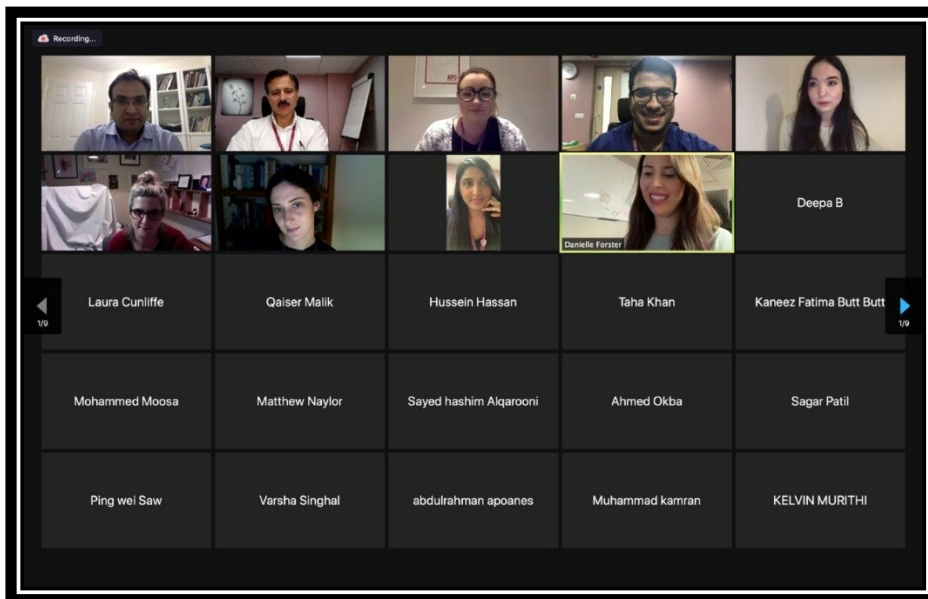 Recording...
AFO
Danielle Forster
Deepa B
1/9
Laura Cunliffe
Qaiser Malik
Hussein Hassan
Taha Khan
Kaneez Fatima Butt Butt
1/9
Mohammed Moosa
Matthew Naylor
Sayed hashim Alqarooni
Ahmed Okba
Sagar Patil
Ping wei Saw
Varsha Singhal
abdulrahman apoanes
Muhammad kamran
KELVIN MURITHI